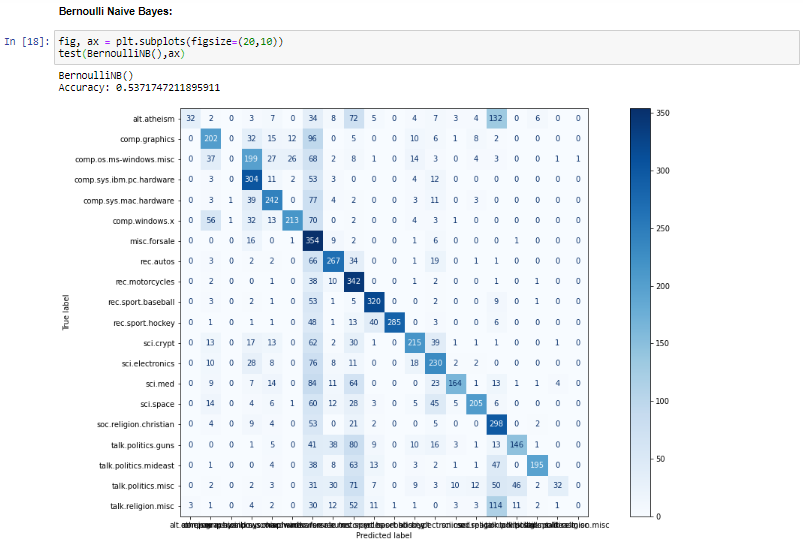 Bernoulli Naive Bayes:
In [18]: fig, ax = plt.subplots(figsize=(20,10))
test(BernoulliNB(),ax)
BernoulliNB()
Accuracy: 0.5371747211895911
alt.atheism 32 2 0 3 7 0 34 8 72 5 0 4 7 3 4 132 0 6 0 0
comp.graphics 0 202 0 32 15 12 96 0 5 0 0 10 6 1 8 2 0 0 0 0
comp.os.ms-windows.misc 0 37 0 199 27 26 68 2 8 1 0 14 3 0 4 3 0 0 1 1
comp.sys.ibm.pc.hardware 0 3 0 304 11 2 53 3 0 0 0 4 12 0 0 0 0 0 0 0
comp.sys.mac.hardware 0 3 1 39 242 0 77 4 2 0 0 3 11 0 3 0 0 0 0 0
comp.windows.x 0 56 1 32 13 213 70 0 2 0 0 4 3 1 0 0 0 0 0 0
misc.forsale 0 0 0 16 0 1 354 9 2 0 0 1 6 0 0 0 1 0 0 0
rec.autos 0 3 0 2 2 0 66 267 34 0 0 1 19 0 1 1 0 0 0 0
rec.motorcycles 0 2 0 0 1 0 38 10 342 0 0 1 2 0 0 1 0 1 0 0
rec.sport.baseball 0 3 0 2 1 0 53 1 5 320 0 0 2 0 0 9 0 1 0 0
rec.sport.hockey 0 1 0 1 1 0 48 1 13 40 285 0 3 0 0 6 0 0 0 0
sci.crypt 0 13 0 17 13 0 62 2 30 1 0 215 39 1 1 1 0 0 1 0
sci.electronics 0 10 0 28 8 0 76 8 11 0 0 18 230 2 2 0 0 0 0 0
sci.med 0 9 0 7 14 0 84 11 64 0 0 0 23 164 1 13 1 1 4 0
sci.space 0 14 0 4 6 1 60 12 28 3 0 5 45 5 205 6 0 0 0 0
soc.religion.christian 0 4 0 9 4 0 53 0 21 2 0 0 5 0 0 298 0 2 0 0
talk.politics.guns 0 0 0 1 5 0 41 38 80 9 0 10 16 3 1 13 146 1 0 0
talk.politics.mideast 0 1 0 0 4 0 38 8 63 13 0 3 2 1 1 47 0 195 0 0
talk.politics.misc 0 2 0 2 3 0 31 30 71 7 0 9 3 10 12 50 46 2 32 0
talk.religion.misc 3 1 0 4 2 0 30 12 52 11 1 1 0 3 3 114 11 2 1 0
True label
Predicted label
350
300
250
200
150
100
50
0